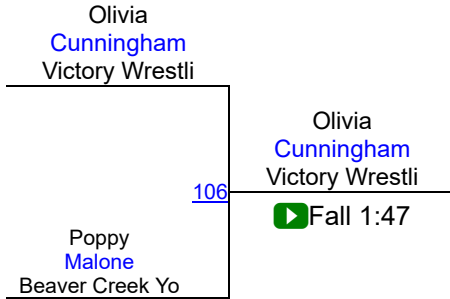 Olivia
Cunningham
Victory Wrestli
Olivia
Cunningham
Victory Wrestli
106
Fall 1:47
Poppy
Malone
Beaver Creek Yo